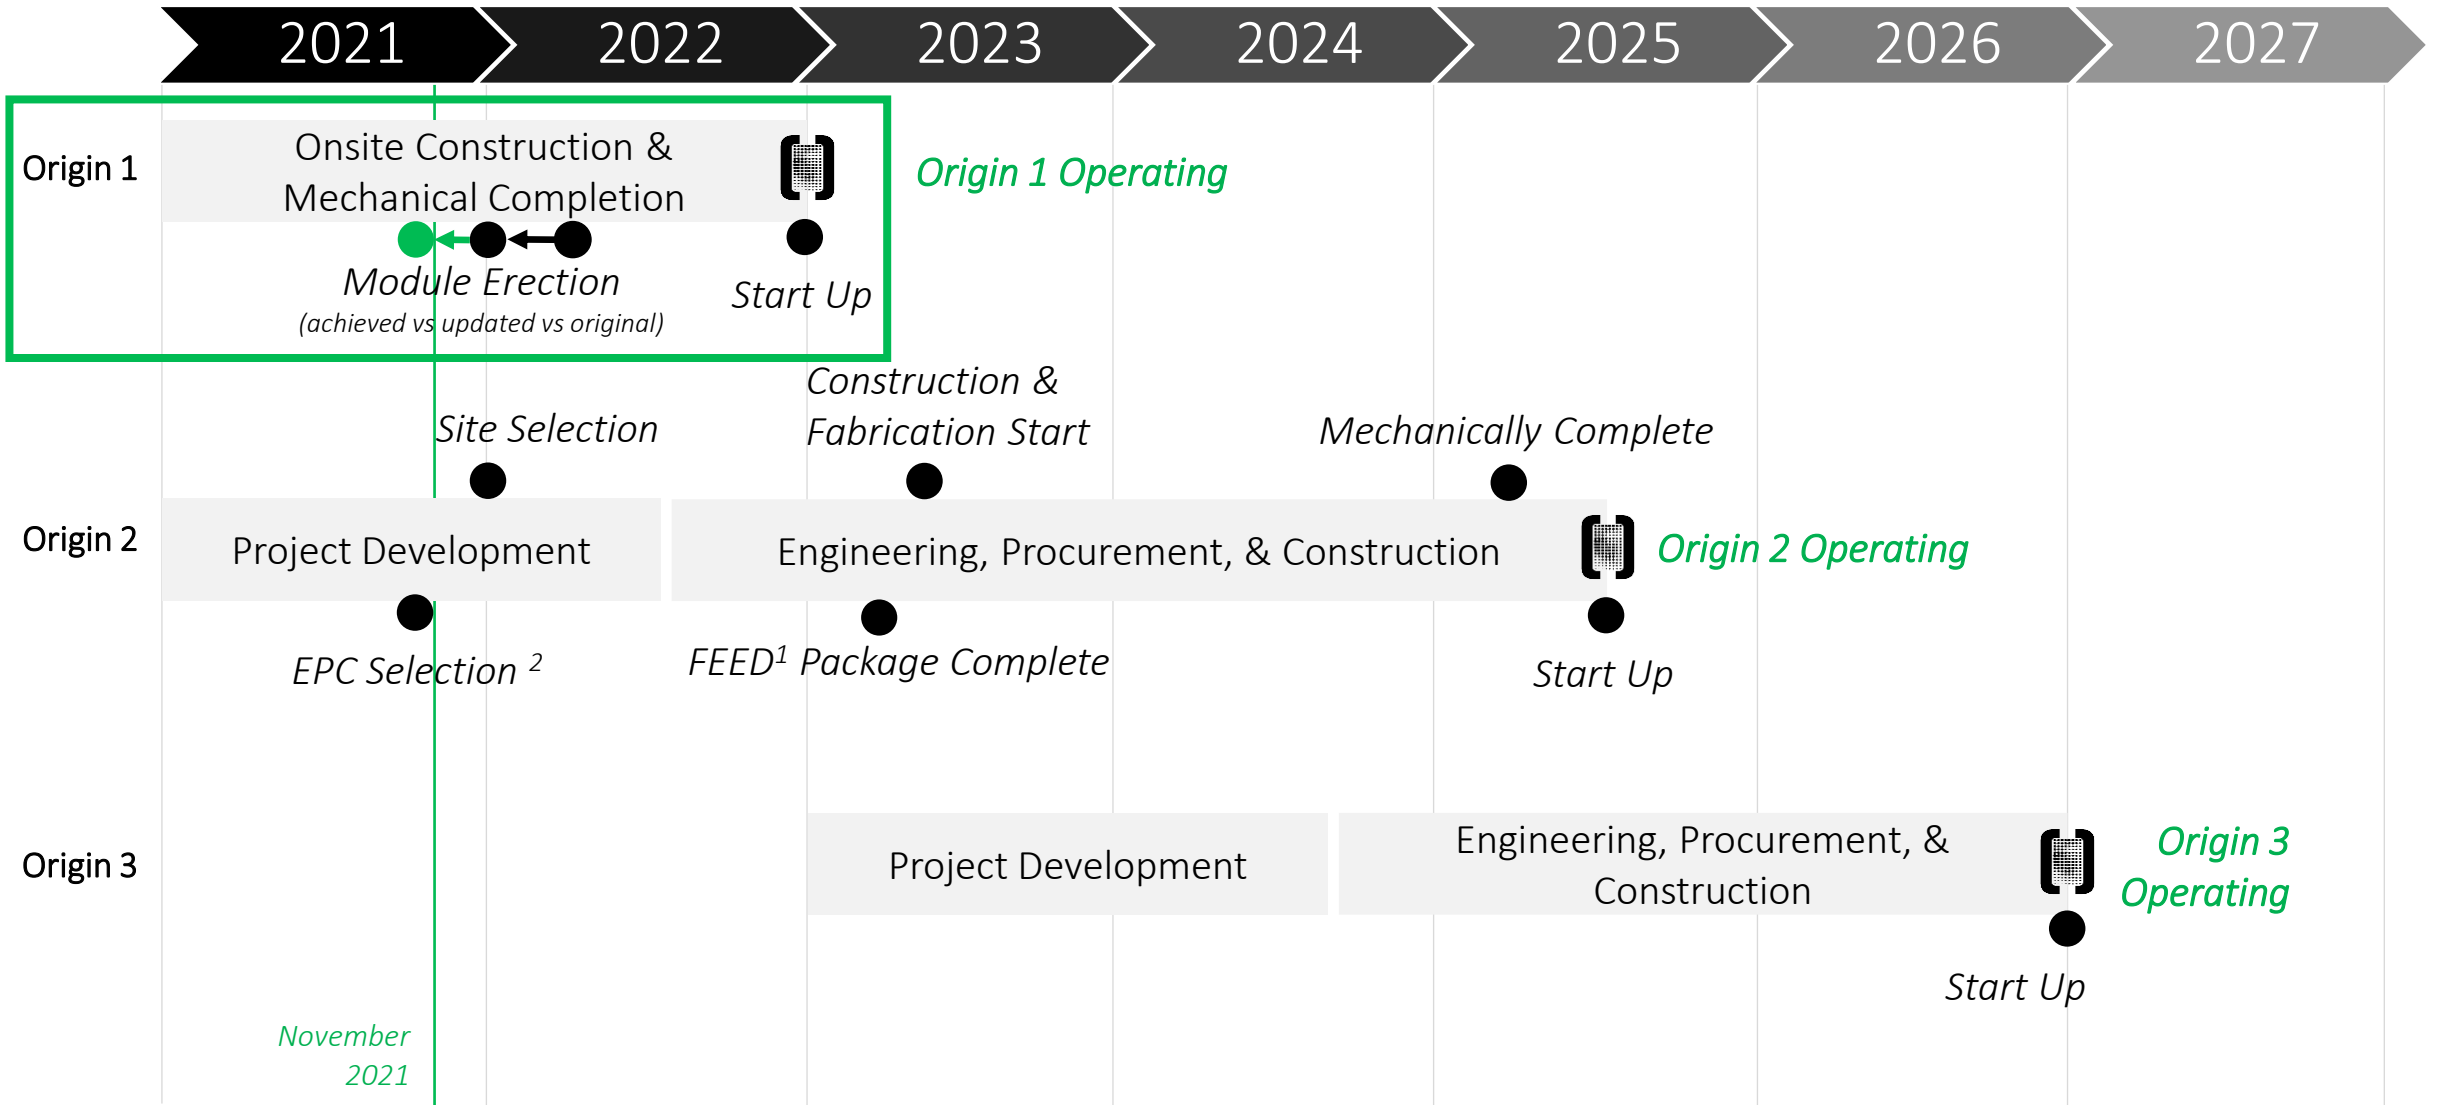 2021 2022 2023 2024 2025 2026 2027
Origin 1
Onsite Construction &
Mechanical Completion
Origin 1 Operating
Module Erection
(achieved vs updated vs original)
Start Up
Site Selection
Construction &
Fabrication Start
Mechanically Complete
Origin 2
Project Development
Engineering, Procurement, & Construction
Origin 2 Operating
EPC Selection ²
FEED¹ Package Complete
Start Up
Origin 3
Project Development
Engineering, Procurement, &
Construction
Origin 3
Operating
Start Up
November
2021